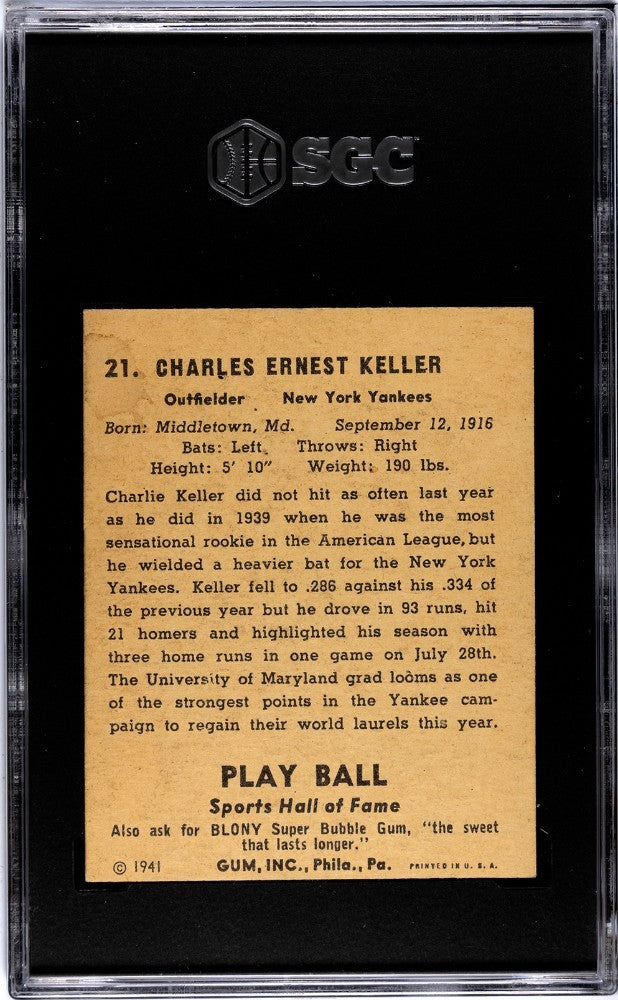 SGC
21. CHARLES ERNEST KELLER
Outfielder New York Yankees
Born: Middletown, Md. September 12, 1916
Bats: Left. Throws: Right
Height: 5' 10" Weight: 190 lbs.
Charlie Keller did not hit as often last year
as he did in 1939 when he was the most
sensational rookie in the American League, but
he wielded a heavier bat for the New York
Yankees. Keller fell to .286 against his .334 of
the previous year but he drove in 93 runs, hit
21 homers and highlighted his season with
three home runs in one game on July 28th.
The University of Maryland grad looms as one
of the strongest points in the Yankee cam-
paign to regain their world laurels this year.
PLAY BALL
Sports Hall of Fame
Also ask for BLONY Super Bubble Gum, "the sweet
that lasts longer."
© 1941 GUM, INC., Phila., Pa. PRINTED IN U. S. A.